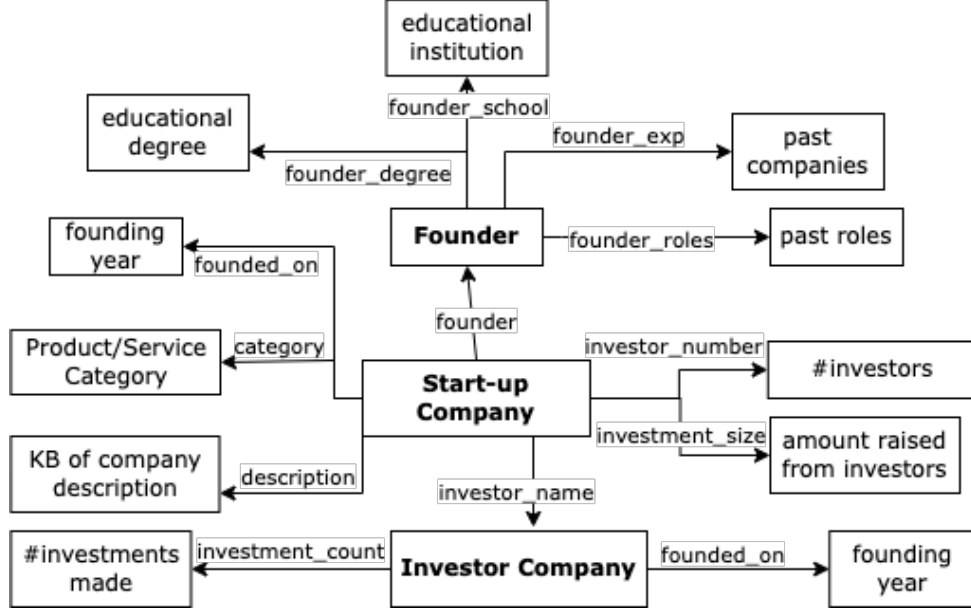 educational
institution
founder_school
educational
degree
founder_degree
founder_exp
past
companies
Founder
founder_roles
past roles
founding
year
founded_on
founder
Product/Service
Category
category
Start-up
Company
investor_number
#investors
investment_size
amount raised
from investors
KB of company
description
description
investor_name
#investments
made
investment_count
Investor Company
founded_on
founding
year